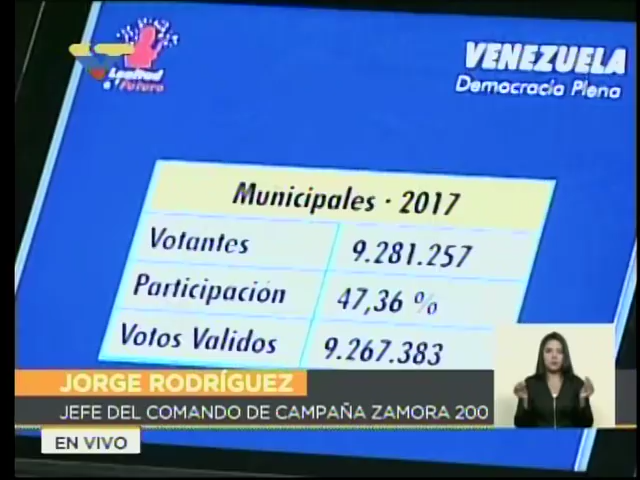 Lealtad
a
Futuro
VENEZUELA
Democracia Plena
Municipales · 2017
Votantes 9.281.257
Participación 47,36 %
Votos Validos 9.267.383
JORGE RODRÍGUEZ
JEFE DEL COMANDO DE CAMPAÑA ZAMORA 200
EN VIVO